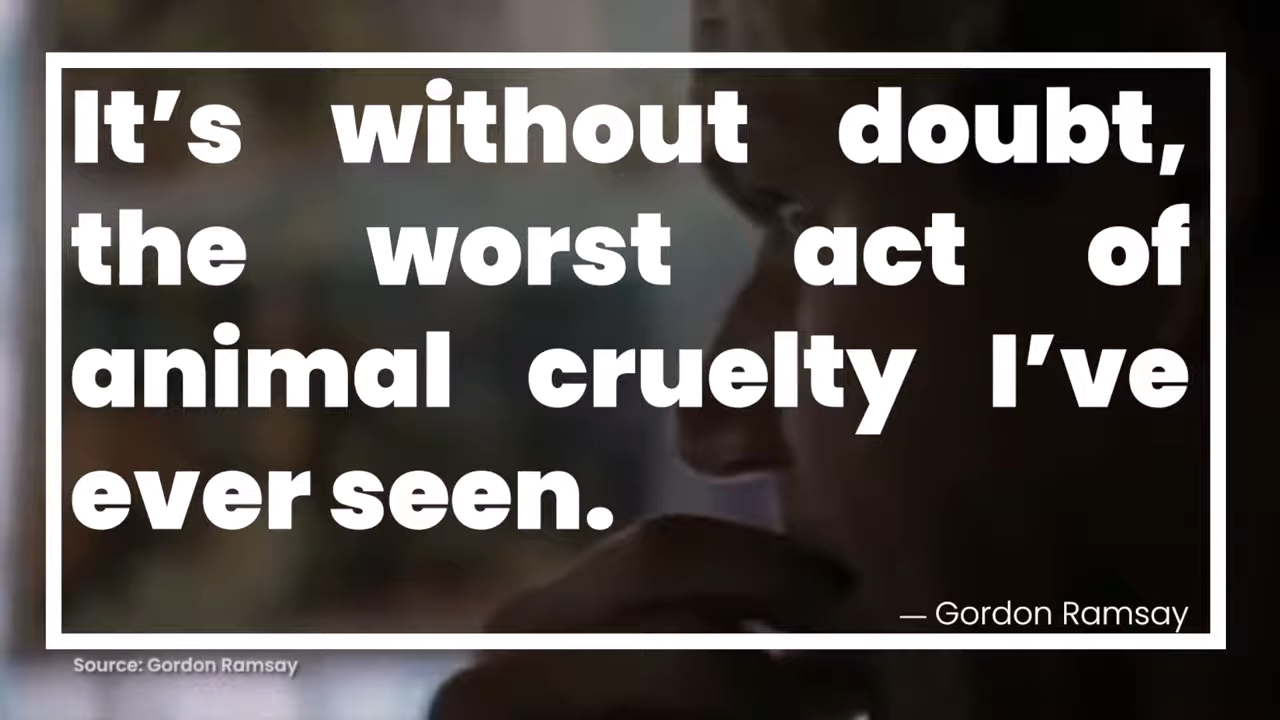 It’s without doubt,
the worst act of
animal cruelty I’ve
ever seen.
— Gordon Ramsay
Source: Gordon Ramsay